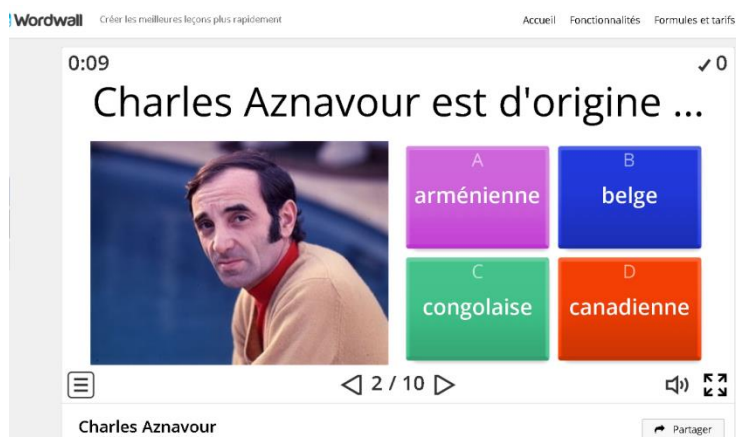 Wordwall Créer les meilleures leçons plus rapidement Accueil Fonctionnalités Formules et tarifs
0:09 ✓ 0
Charles Aznavour est d'origine ...
A B
arménienne belge
C D
congolaise canadienne
2 / 10
Charles Aznavour Partager